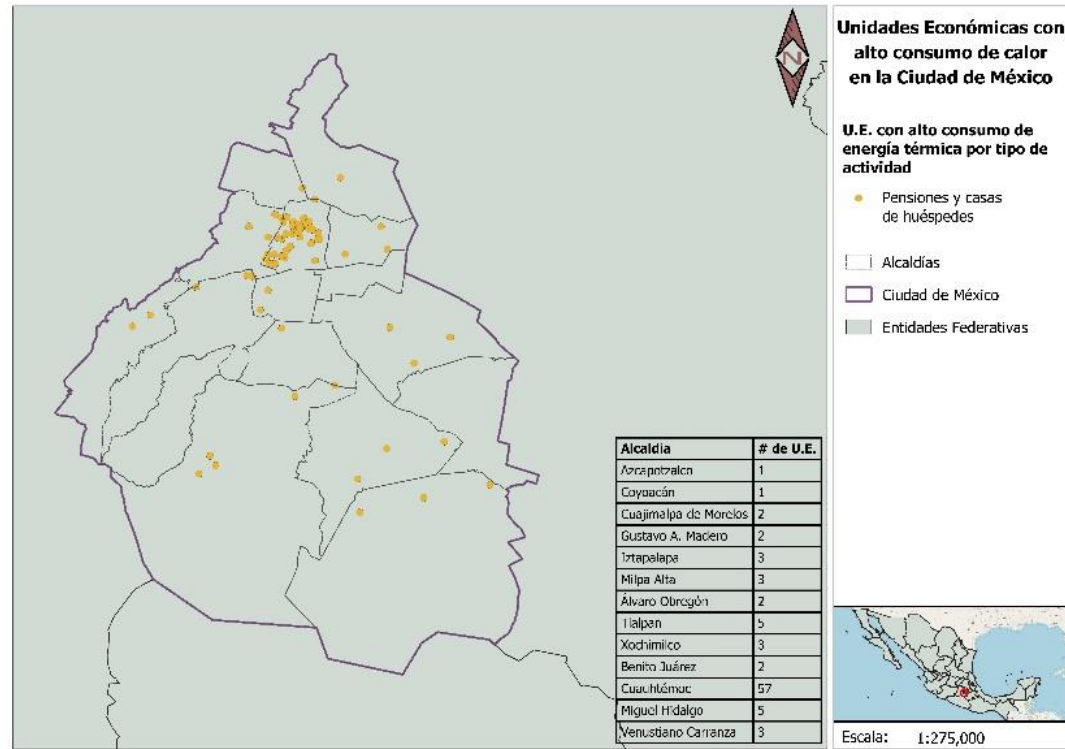 Unidades Económicas con
alto consumo de calor
en la Ciudad de México
U.E. con alto consumo de
energía térmica por tipo de
actividad
Pensiones y casas
de huéspedes
Alcaldías
Ciudad de México
Entidades Federativas
N
Alcaldia # de U.E.
Azcapotzalco 1
Coyoacán 1
Cuajimalpa de Morelos 2
Gustavo A. Madero 2
Iztapalapa 3
Milpa Alta 3
Álvaro Obregón 2
Tlalpan 5
Xochimilco 3
Benito Juárez 2
Cuauhtémoc 57
Miguel Hidalgo 5
Venustiano Carranza 3
Escala: 1:275,000